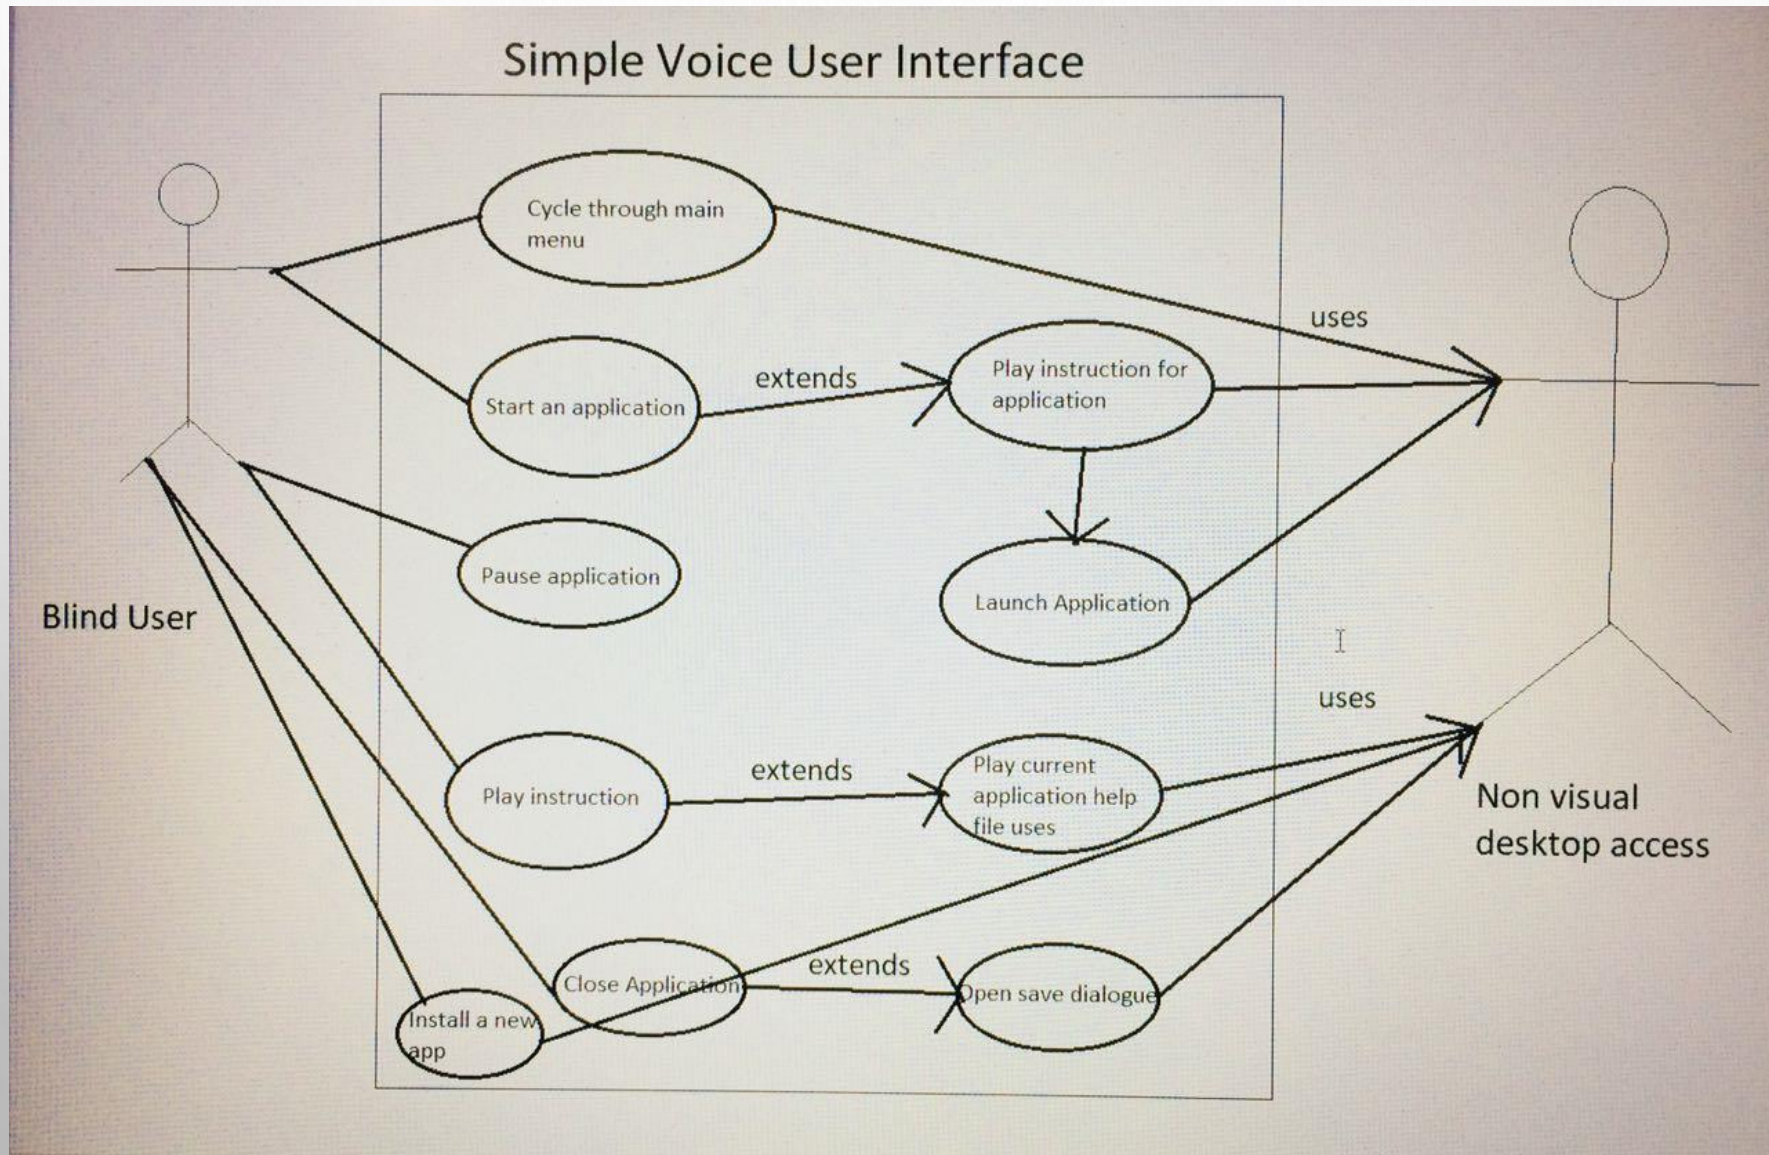 Simple Voice User Interface
Cycle through main
menu
uses
Start an application
extends
Play instruction for
application
Pause application
Launch Application
Blind User
uses
Play instruction
extends
Play current
application help
file uses
Non visual
desktop access
Close Application
extends
Open save dialogue
Install a new
app